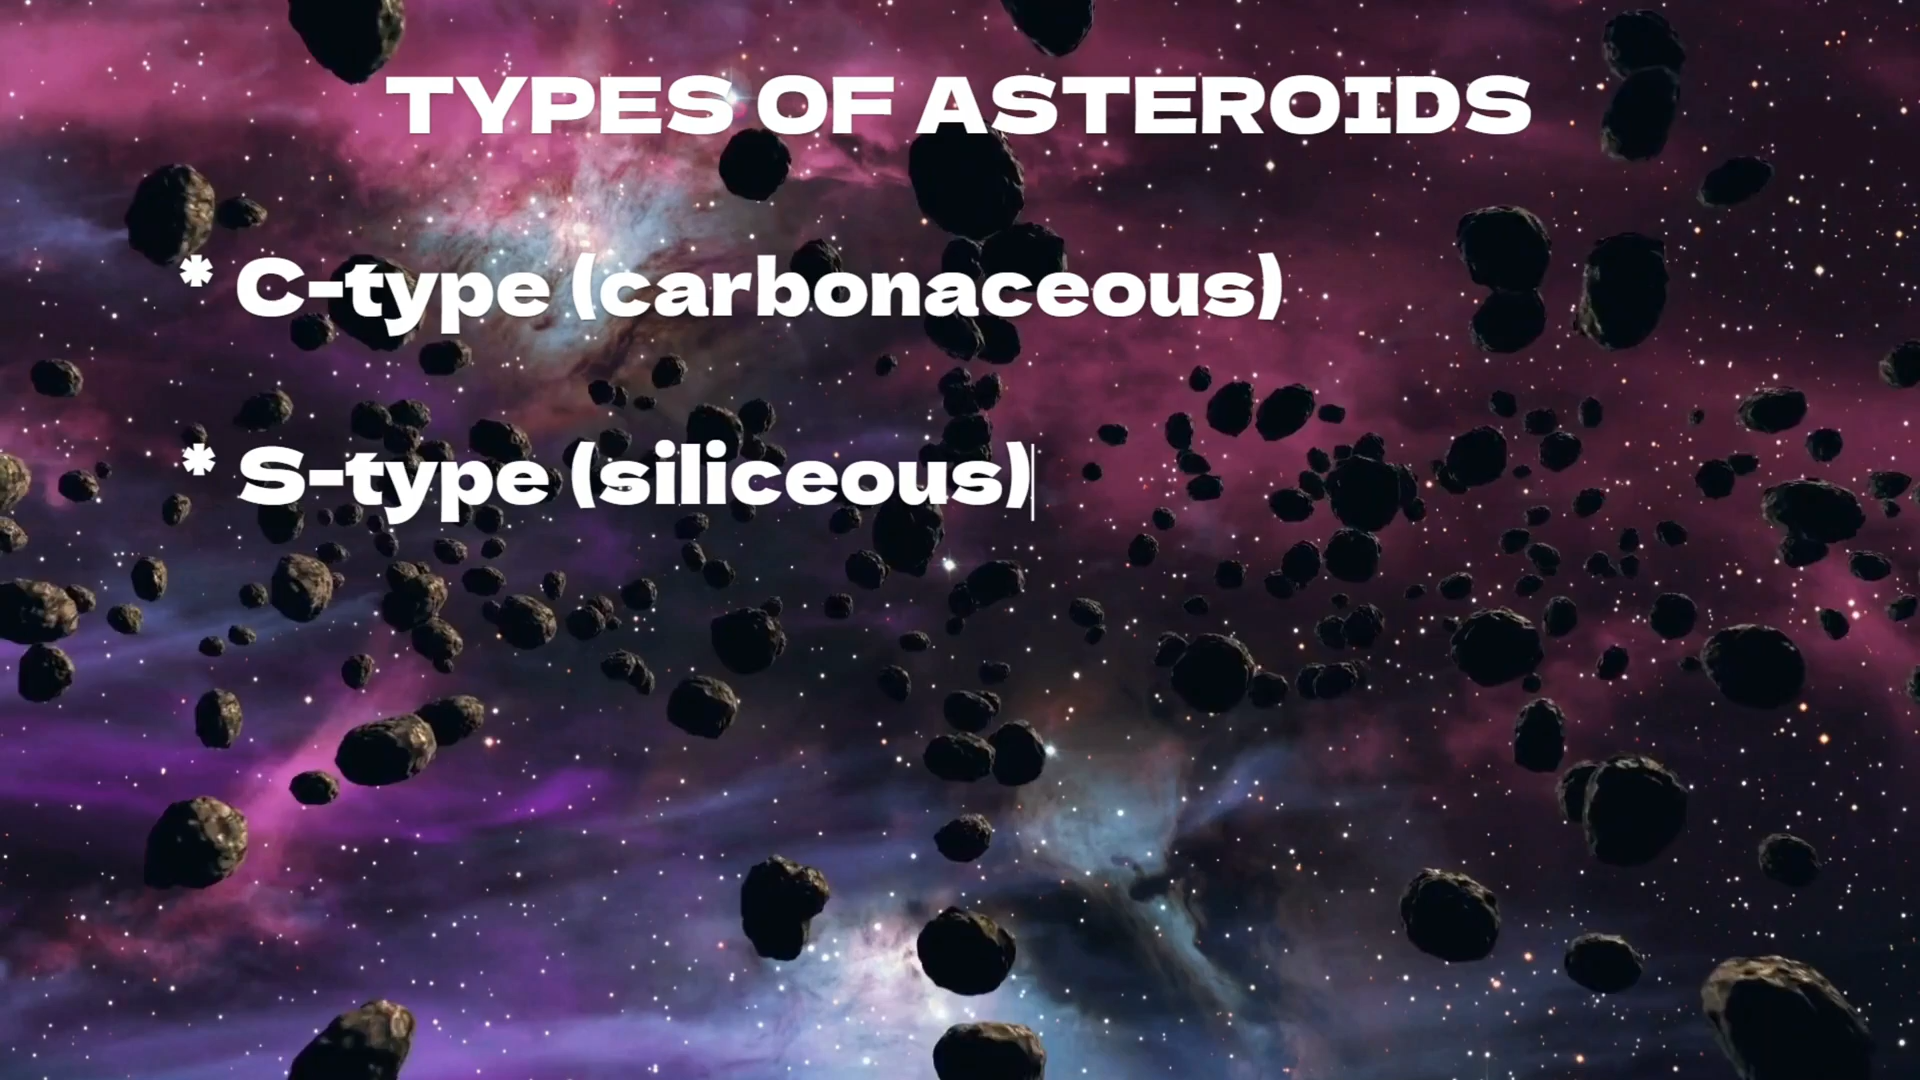 TYPES OF ASTEROIDS
* C-type (carbonaceous)
* S-type (siliceous)